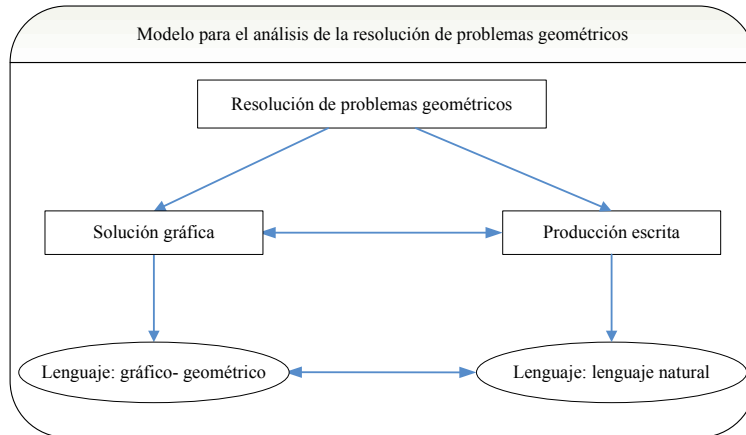 Modelo para el análisis de la resolución de problemas geométricos
Resolución de problemas geométricos
Solución gráfica
Producción escrita
Lenguaje: gráfico- geométrico
Lenguaje: lenguaje natural